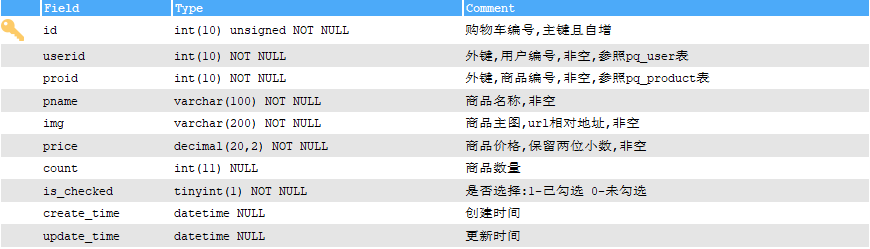 Field Type Comment
id int(10) unsigned NOT NULL 购物车编号,主键且自增
userid int(10) NOT NULL 外键,用户编号,非空,参照pq_user表
proid int(10) NOT NULL 外键,商品编号,非空,参照pq_product表
pname varchar(100) NOT NULL 商品名称,非空
img varchar(200) NOT NULL 商品主图,url相对地址,非空
price decimal(20,2) NOT NULL 商品价格,保留两位小数,非空
count int(11) NULL 商品数量
is_checked tinyint(1) NOT NULL 是否选择:1-已勾选 0-未勾选
create_time datetime NULL 创建时间
update_time datetime NULL 更新时间